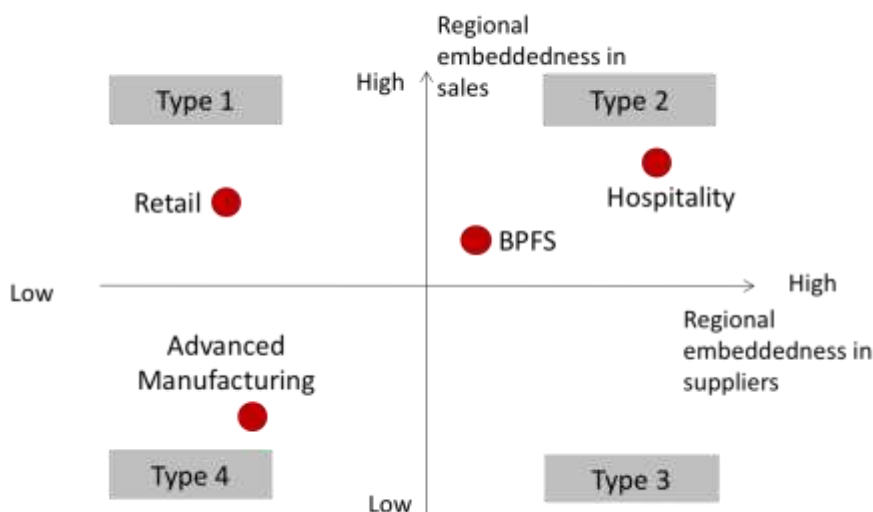 Regional
embeddedness in
sales
High
Type 1
Type 2
Retail
Hospitality
BPFS
Low
High
Regional
embeddedness in
suppliers
Advanced
Manufacturing
Type 4
Type 3
Low